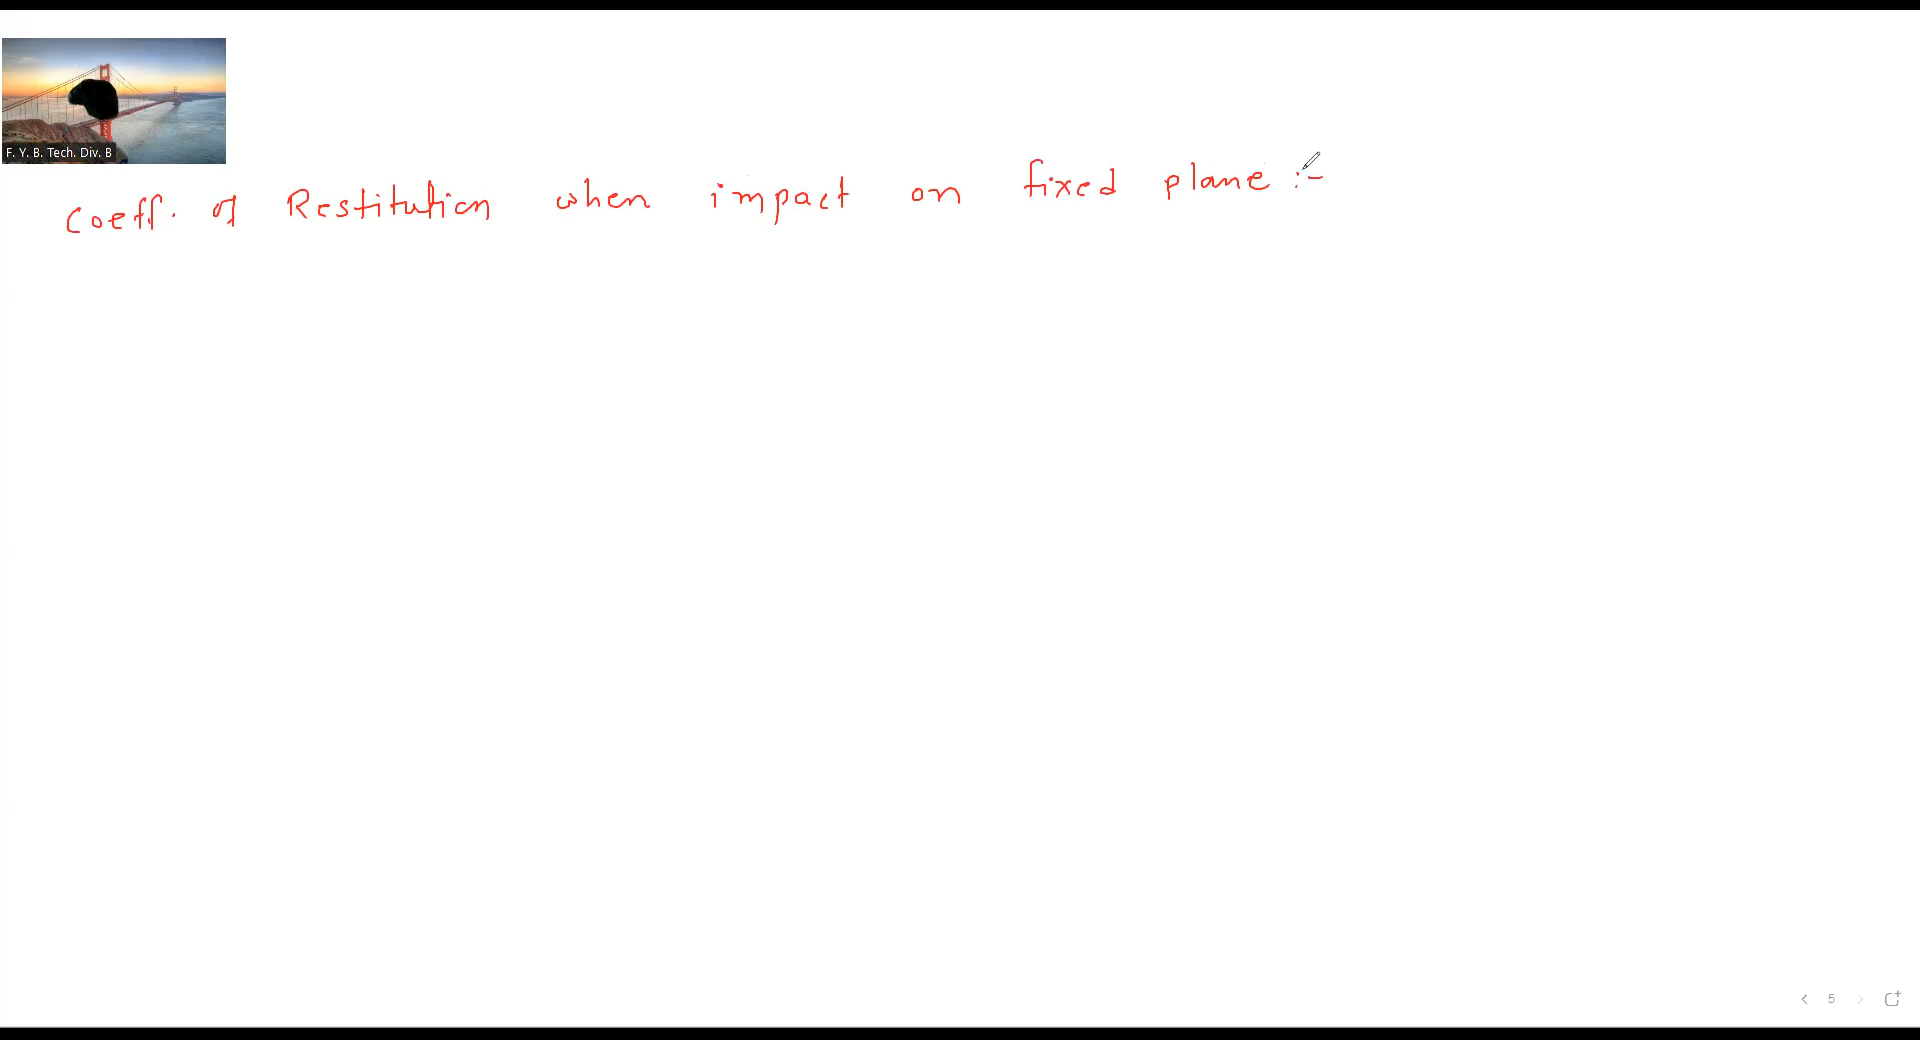 F. Y. B. Tech. Div. B
Coeff. of Restitution when impact on fixed plane :-
5